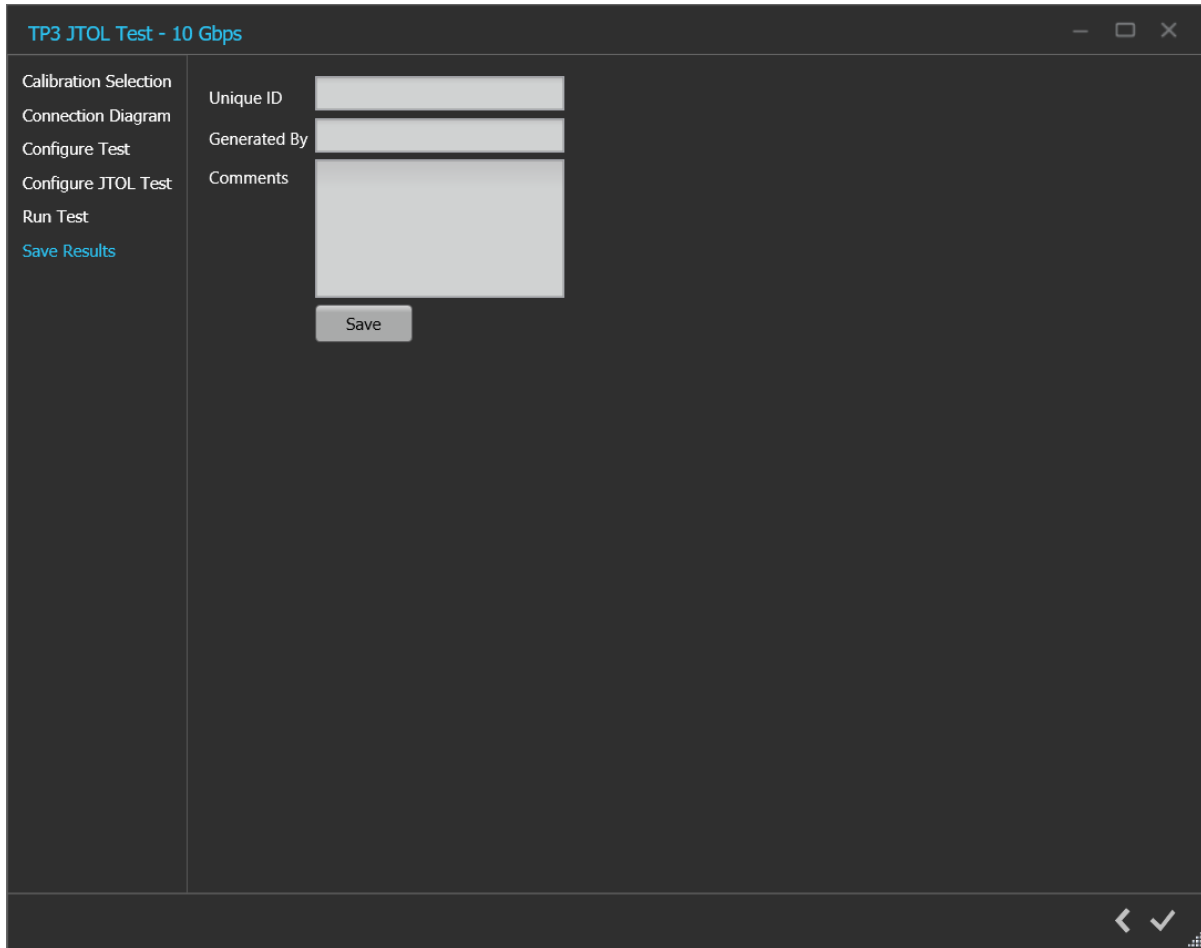 TP3 JTOL Test - 10 Gbps
Calibration Selection
Connection Diagram
Configure Test
Configure JTOL Test
Run Test
Save Results
Unique ID
Generated By
Comments
Save